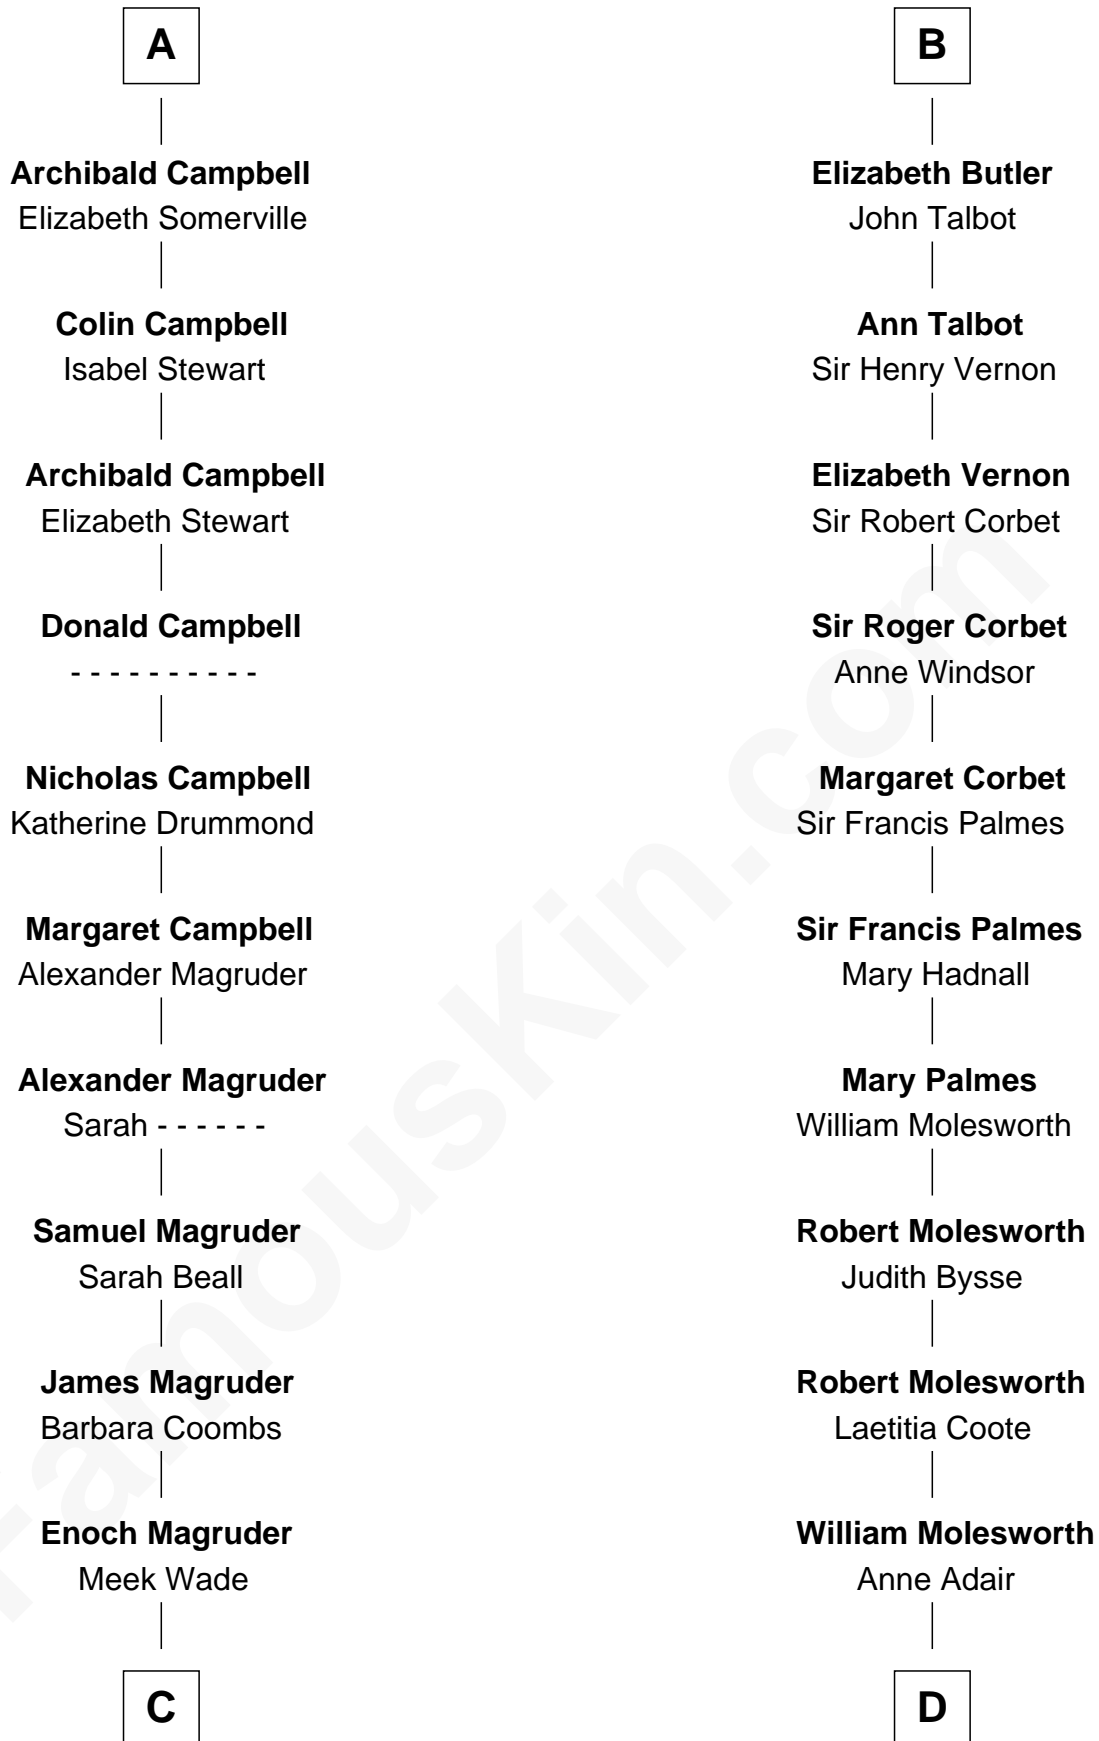 A
Archibald Campbell
Elizabeth Somerville
Colin Campbell
Isabel Stewart
Archibald Campbell
Elizabeth Stewart
Donald Campbell
- - - - - - - - - -
Nicholas Campbell
Katherine Drummond
Margaret Campbell
Alexander Magruder
Alexander Magruder
Sarah - - - - - -
Samuel Magruder
Sarah Beall
James Magruder
Barbara Coombs
Enoch Magruder
Meek Wade
C
B
Elizabeth Butler
John Talbot
Ann Talbot
Sir Henry Vernon
Elizabeth Vernon
Sir Robert Corbet
Sir Roger Corbet
Anne Windsor
Margaret Corbet
Sir Francis Palmes
Sir Francis Palmes
Mary Hadnall
Mary Palmes
William Molesworth
Robert Molesworth
Judith Bysse
Robert Molesworth
Laetitia Coote
William Molesworth
Anne Adair
D
FamousKin.com